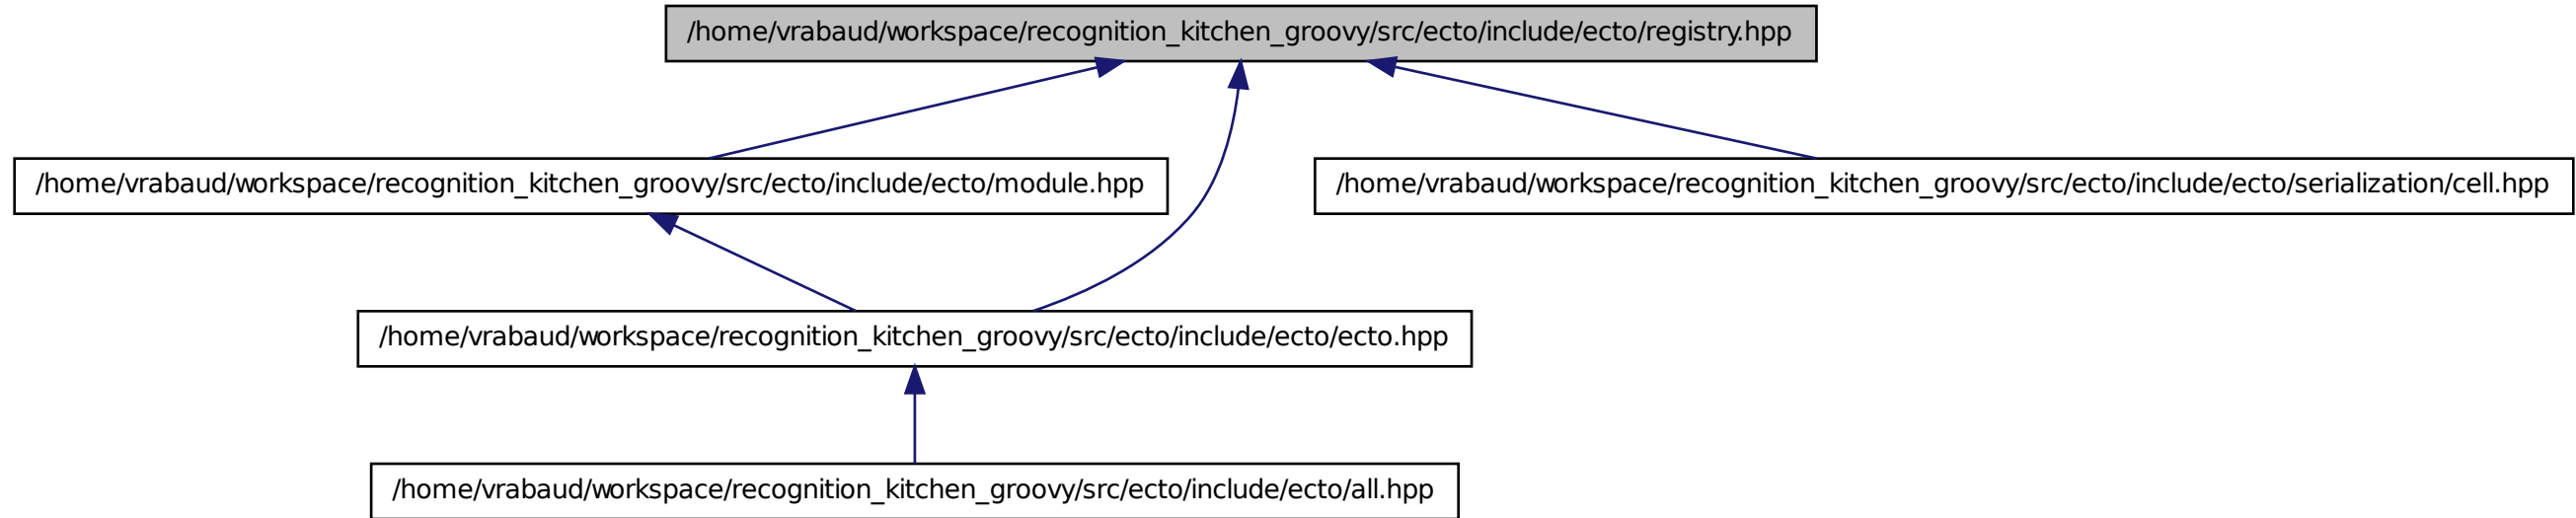 /home/vrabaud/workspace/recognition_kitchen_groovy/src/ecto/include/ecto/registry.hpp
/home/vrabaud/workspace/recognition_kitchen_groovy/src/ecto/include/ecto/module.hpp
/home/vrabaud/workspace/recognition_kitchen_groovy/src/ecto/include/ecto/serialization/cell.hpp
/home/vrabaud/workspace/recognition_kitchen_groovy/src/ecto/include/ecto/ecto.hpp
/home/vrabaud/workspace/recognition_kitchen_groovy/src/ecto/include/ecto/all.hpp